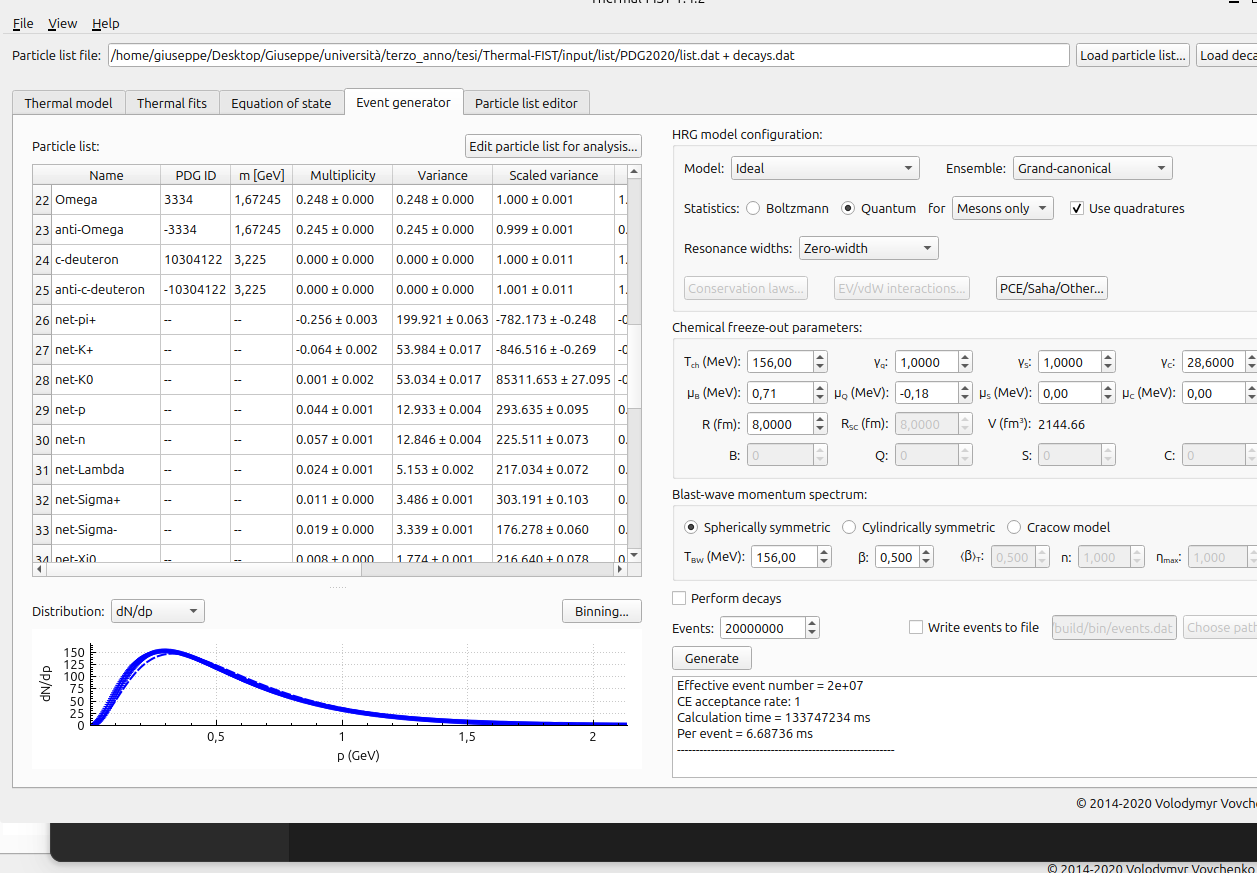 Thermal-FIST 1.4.2
File View Help
Particle list file: /home/giuseppe/Desktop/Giuseppe/università/terzo_anno/tesi/Thermal-FIST/input/list/PDG2020/list.dat + decays.dat Load particle list... Load deca
Thermal model Thermal fits Equation of state Event generator Particle list editor
Particle list: Edit particle list for analysis...
Name PDG ID m [GeV] Multiplicity Variance Scaled variance
22 Omega 3334 1,67245 0.248 ± 0.000 0.248 ± 0.000 1.000 ± 0.001 1.
23 anti-Omega -3334 1,67245 0.245 ± 0.000 0.245 ± 0.000 0.999 ± 0.001 0.
24 c-deuteron 10304122 3,225 0.000 ± 0.000 0.000 ± 0.000 1.000 ± 0.011 1.
25 anti-c-deuteron -10304122 3,225 0.000 ± 0.000 0.000 ± 0.000 1.001 ± 0.011 1.
26 net-pi+ -- -- -0.256 ± 0.003 199.921 ± 0.063 -782.173 ± -0.248 -0
27 net-K+ -- -- -0.064 ± 0.002 53.984 ± 0.017 -846.516 ± -0.269 -0
28 net-K0 -- -- 0.001 ± 0.002 53.034 ± 0.017 85311.653 ± 27.095 -0
29 net-p -- -- 0.044 ± 0.001 12.933 ± 0.004 293.635 ± 0.095 0.
30 net-n -- -- 0.057 ± 0.001 12.846 ± 0.004 225.511 ± 0.073 0.
31 net-Lambda -- -- 0.024 ± 0.001 5.153 ± 0.002 217.034 ± 0.072 0.
32 net-Sigma+ -- -- 0.011 ± 0.000 3.486 ± 0.001 303.191 ± 0.103 0.
33 net-Sigma- -- -- 0.019 ± 0.000 3.339 ± 0.001 176.278 ± 0.060 0.
34 net-Xi0 -- -- 0.008 ± 0.000 1.774 ± 0.001 216.640 ± 0.078 0.
Distribution: dN/dp Binning...
dN/dp
150
125
100
75
50
25
0
0,5 1 1,5 2
p (GeV)
HRG model configuration:
Model: Ideal Ensemble: Grand-canonical
Statistics: Boltzmann Quantum for Mesons only Use quadratures
Resonance widths: Zero-width
Conservation laws... EV/vdW interactions... PCE/Saha/Other...
Chemical freeze-out parameters:
Tch (MeV): 156,00 γq: 1,0000 γS: 1,0000 γC: 28,6000
μB (MeV): 0,71 μQ (MeV): -0,18 μS (MeV): 0,00 μC (MeV): 0,00
R (fm): 8,0000 RSC (fm): 8,0000 V (fm³): 2144.66
B: 0 Q: 0 S: 0 C: 0
Blast-wave momentum spectrum:
Spherically symmetric Cylindrically symmetric Cracow model
TBW (MeV): 156,00 β: 0,500 ⟨β⟩T: 0,500 n: 1,000 ηmax: 1,000
Perform decays
Events: 20000000 Write events to file build/bin/events.dat Choose path
Generate
Effective event number = 2e+07
CE acceptance rate: 1
Calculation time = 133747234 ms
Per event = 6.68736 ms
----------------------------------------------------------
© 2014-2020 Volodymyr Vovche
© 2014-2020 Volodymyr Vovchenko